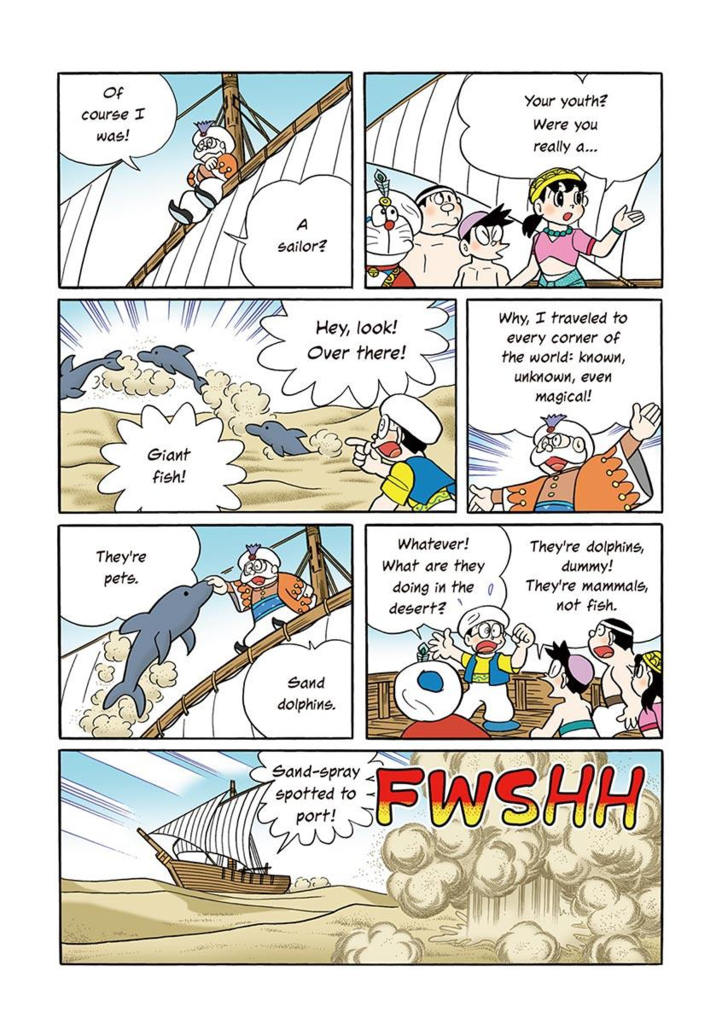 Your youth?
Were you
really a...
A
sailor?
Of
course I
was!
Why, I traveled to
every corner of
the world: known,
unknown, even
magical!
Hey, look!
Over there!
Giant
fish!
They're dolphins,
dummy!
They're mammals,
not fish.
Whatever!
What are they
doing in the
desert?
Sand
dolphins.
They're
pets.
FWSHH
Sand-spray
spotted to
port!